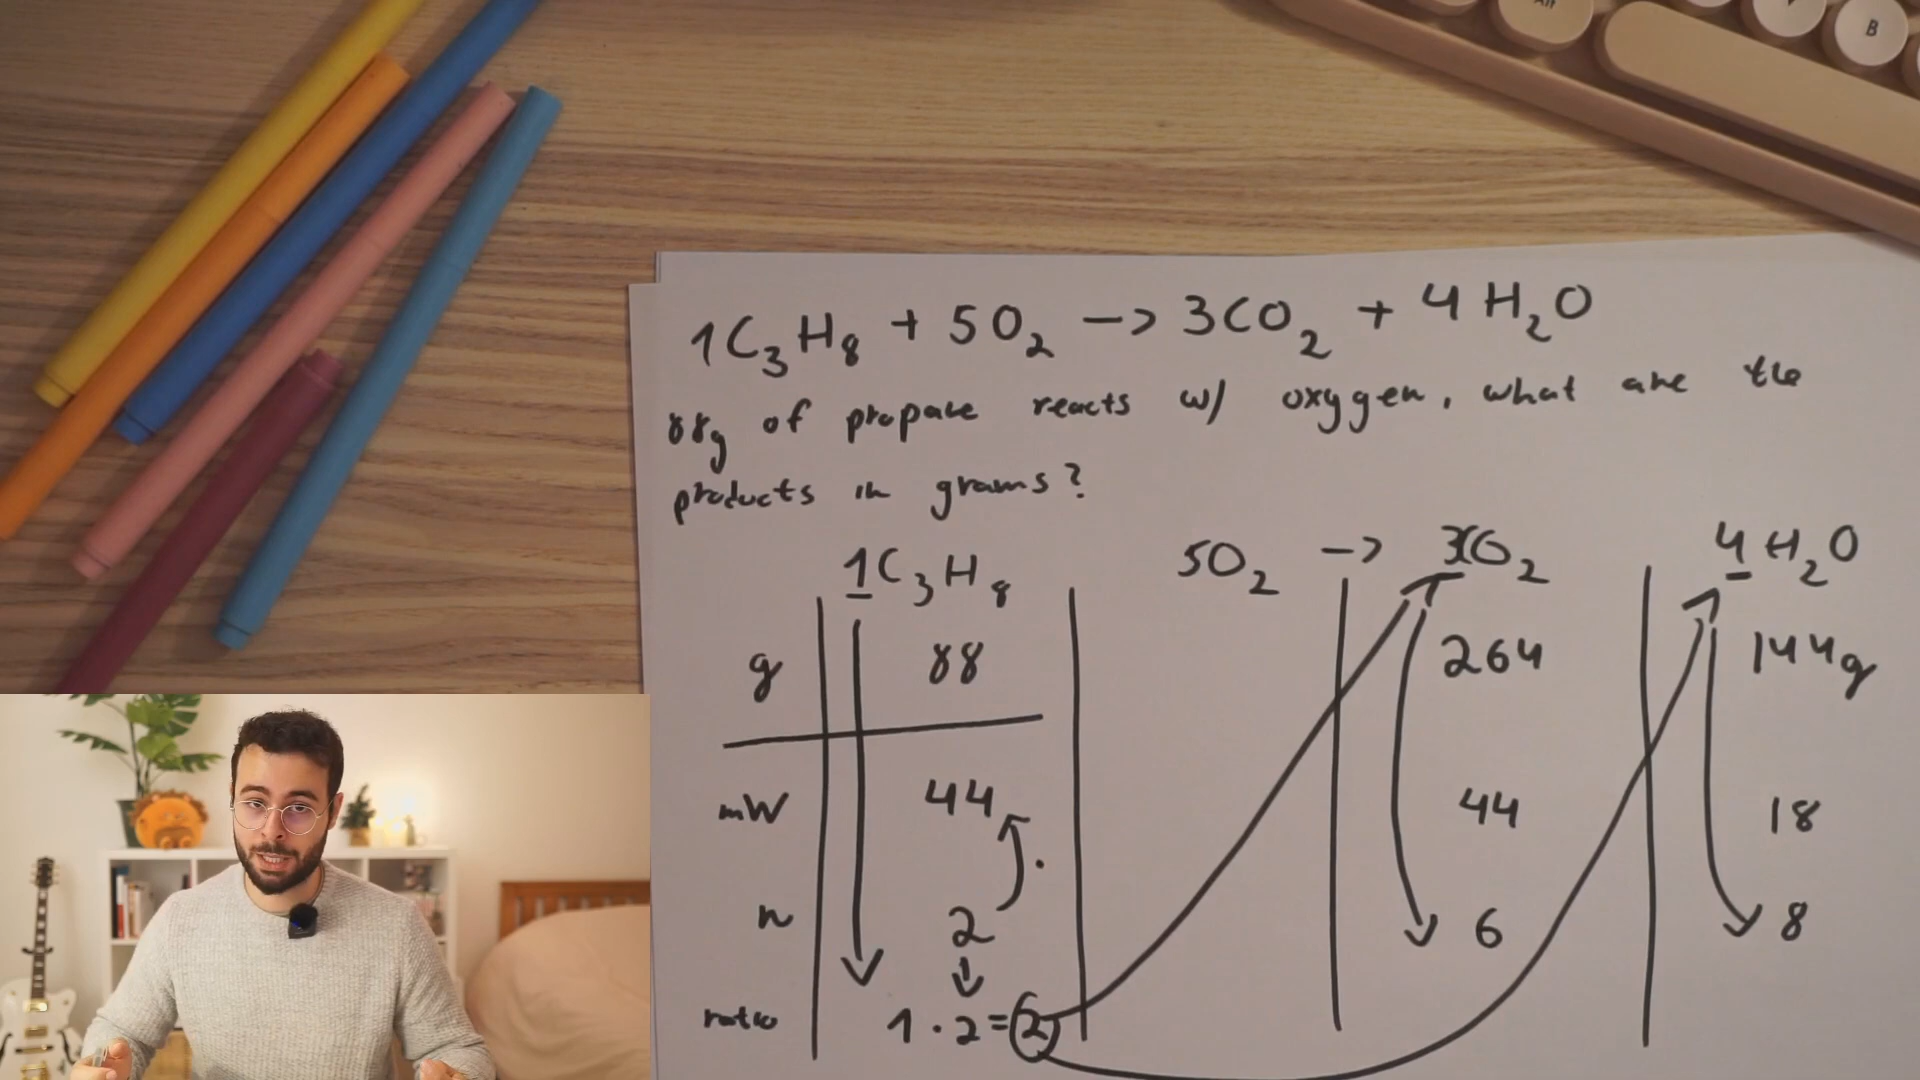 Alt
V
B
1C3H8 + 5O2 -> 3CO2 + 4H2O
88g of propane reacts w/ oxygen, what are the
products in grams?
1C3H8 5O2 -> 3CO2 4H2O
g 88 264 144g
mW 44 44 18
n 2 6 8
ratio 1 · 2 = 2